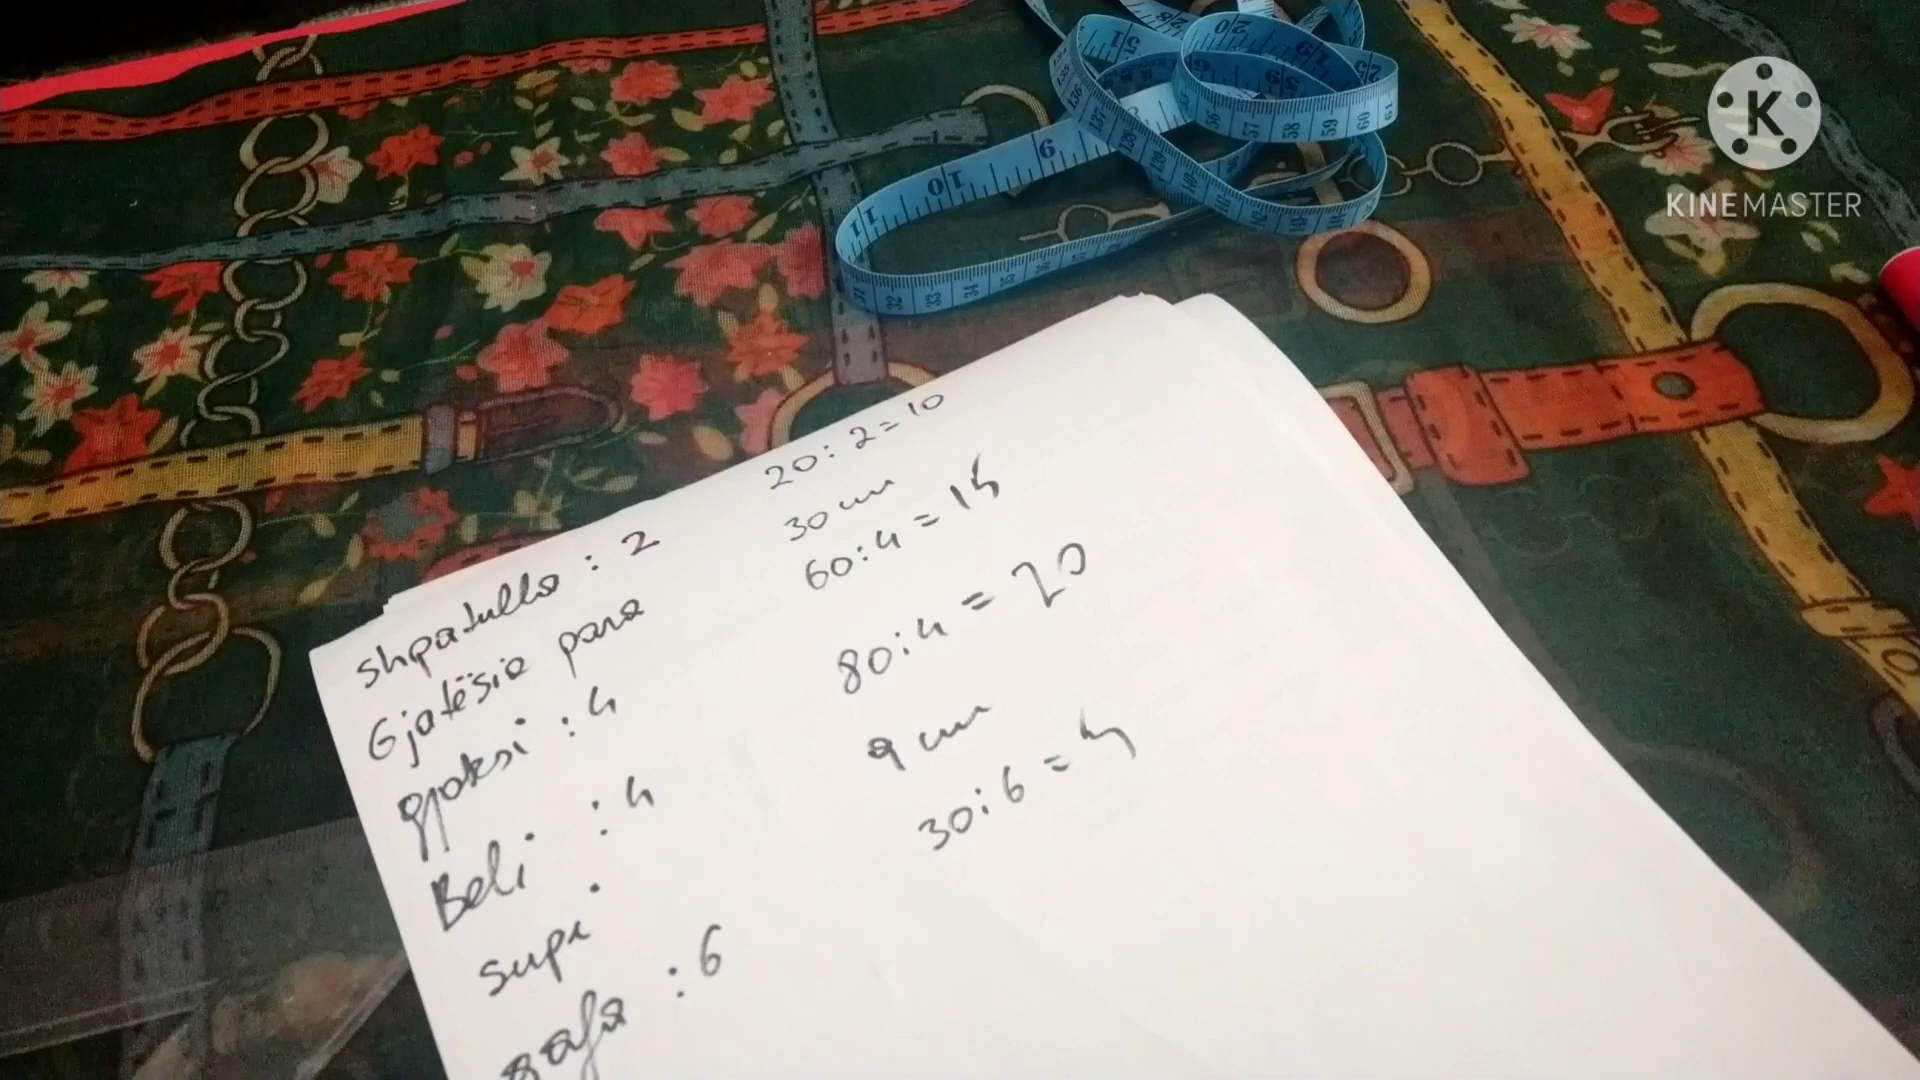 KINEMASTER
shpatulla : 2 20 : 2 = 10
Gjatësia para 30 cm
gjoksi : 4 60 : 4 = 15
Beli : 4 80 : 4 = 20
supi : 9 cm
qafa : 6 30 : 6 = 5